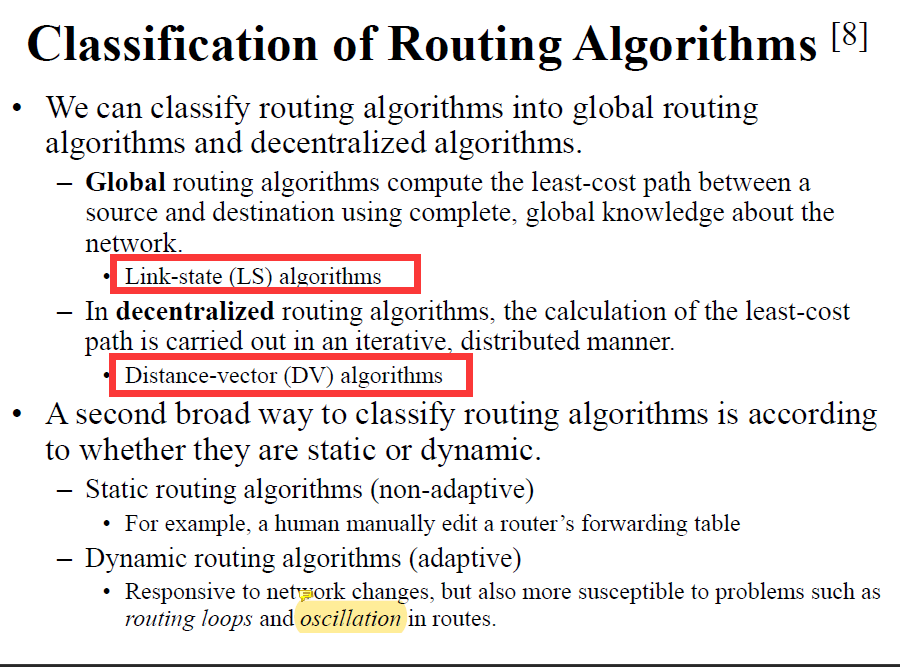 Classification of Routing Algorithms [8]
• We can classify routing algorithms into global routing
algorithms and decentralized algorithms.
– Global routing algorithms compute the least-cost path between a
source and destination using complete, global knowledge about the
network.
• Link-state (LS) algorithms
– In decentralized routing algorithms, the calculation of the least-cost
path is carried out in an iterative, distributed manner.
• Distance-vector (DV) algorithms
• A second broad way to classify routing algorithms is according
to whether they are static or dynamic.
– Static routing algorithms (non-adaptive)
• For example, a human manually edit a router’s forwarding table
– Dynamic routing algorithms (adaptive)
• Responsive to network changes, but also more susceptible to problems such as
routing loops and oscillation in routes.